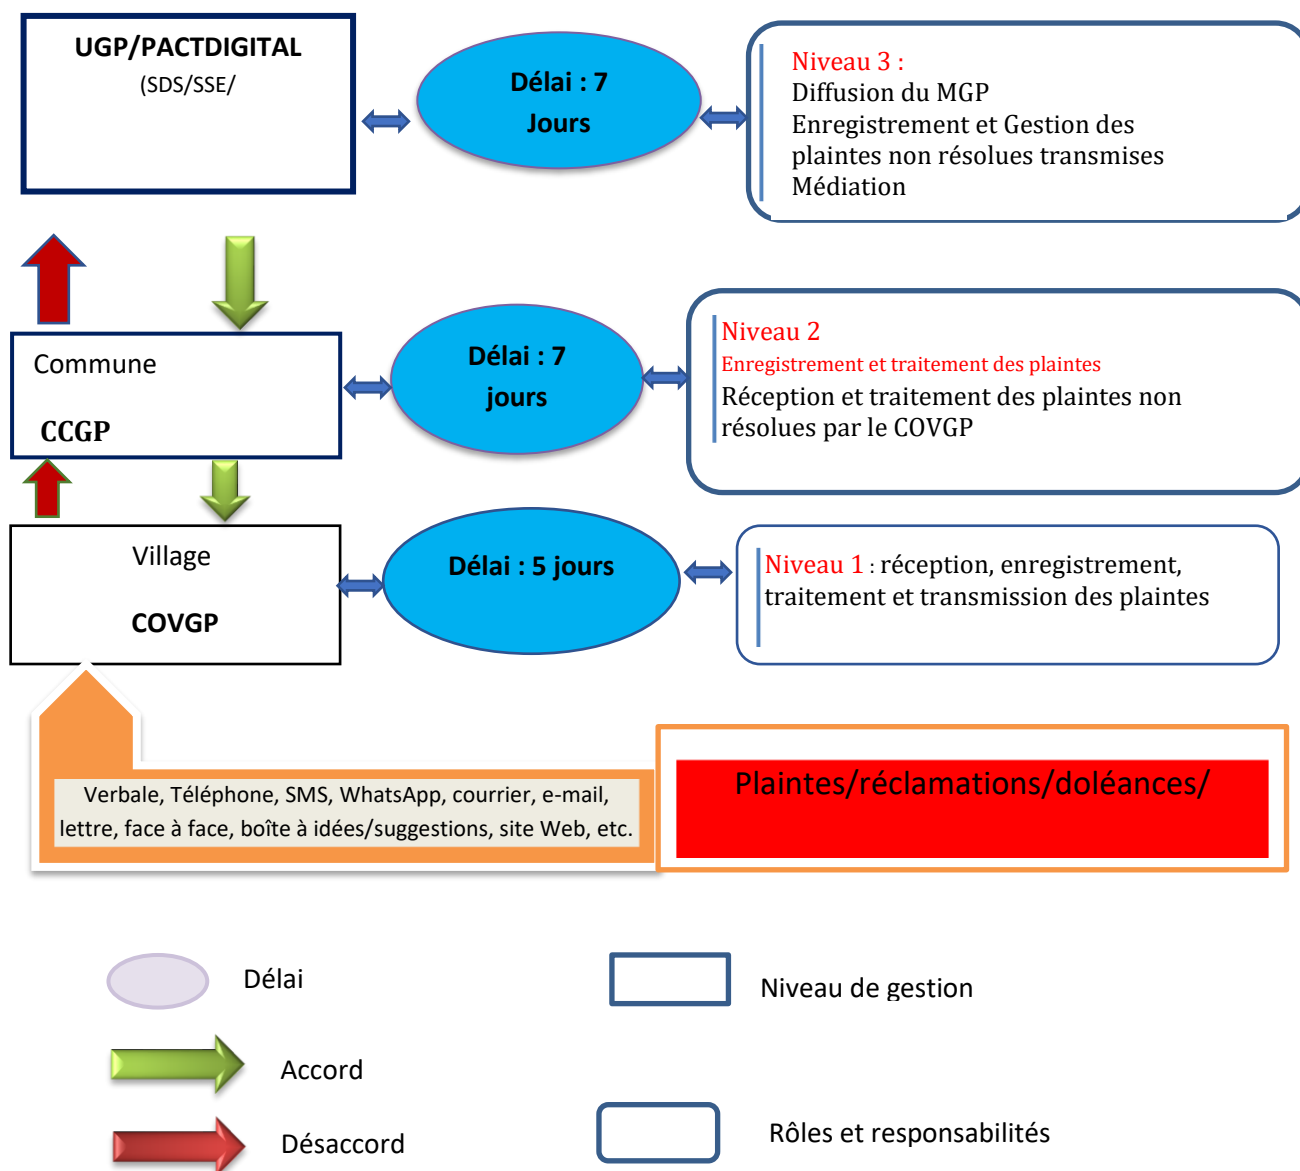 UGP/PACTDIGITAL
(SDS/SSE/
Délai : 7
Jours
Niveau 3 :
Diffusion du MGP
Enregistrement et Gestion des
plaintes non résolues transmises
Médiation
Commune
CCGP
Délai : 7
jours
Niveau 2
Enregistrement et traitement des plaintes
Réception et traitement des plaintes non
résolues par le COVGP
Village
COVGP
Délai : 5 jours
Niveau 1 : réception, enregistrement,
traitement et transmission des plaintes
Verbale, Téléphone, SMS, WhatsApp, courrier, e-mail,
lettre, face à face, boîte à idées/suggestions, site Web, etc.
Plaintes/réclamations/doléances/
Délai
Niveau de gestion
Accord
Désaccord
Rôles et responsabilités